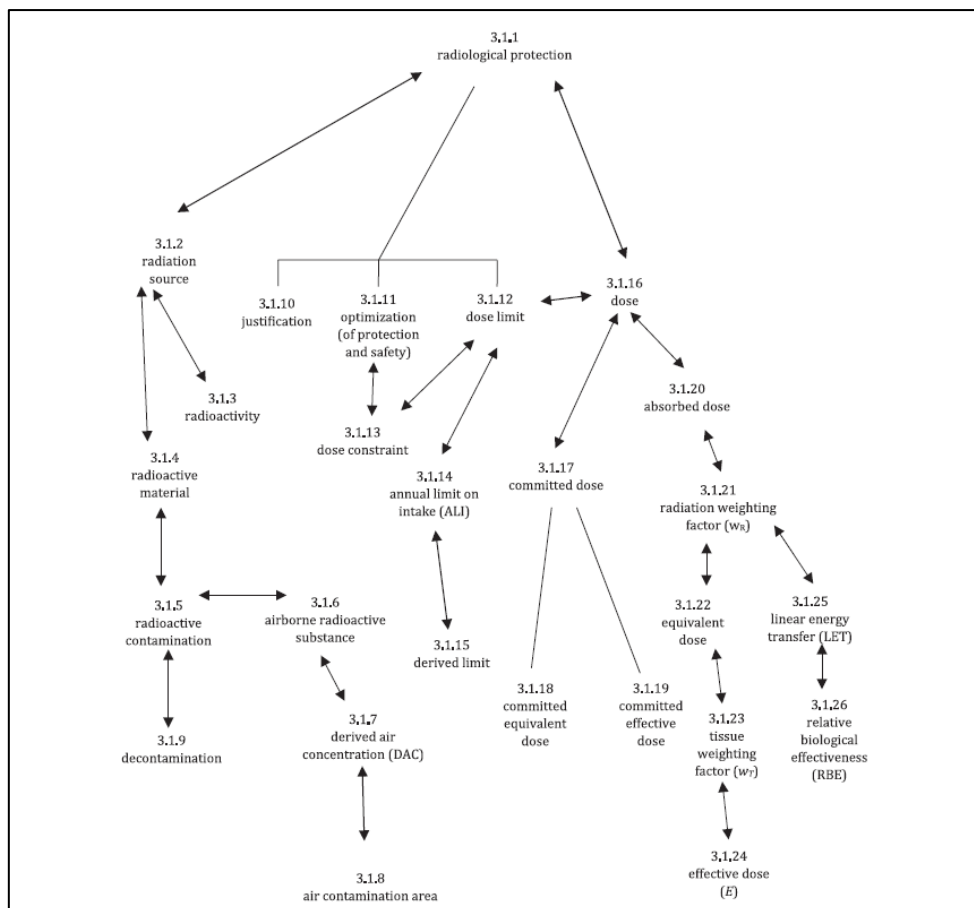 3.1.1
radiological protection
3.1.2
radiation
source
3.1.10
justification
3.1.11
optimization
(of protection
and safety)
3.1.12
dose limit
3.1.16
dose
3.1.3
radioactivity
3.1.20
absorbed dose
3.1.13
dose constraint
3.1.4
radioactive
material
3.1.14
annual limit on
intake (ALI)
3.1.17
committed dose
3.1.21
radiation weighting
factor (wR)
3.1.5
radioactive
contamination
3.1.6
airborne radioactive
substance
3.1.22
equivalent
dose
3.1.25
linear energy
transfer (LET)
3.1.15
derived limit
3.1.18
committed
equivalent
dose
3.1.19
committed
effective
dose
3.1.26
relative
biological
effectiveness
(RBE)
3.1.9
decontamination
3.1.7
derived air
concentration (DAC)
3.1.23
tissue
weighting
factor (wT)
3.1.8
air contamination area
3.1.24
effective dose
(E)